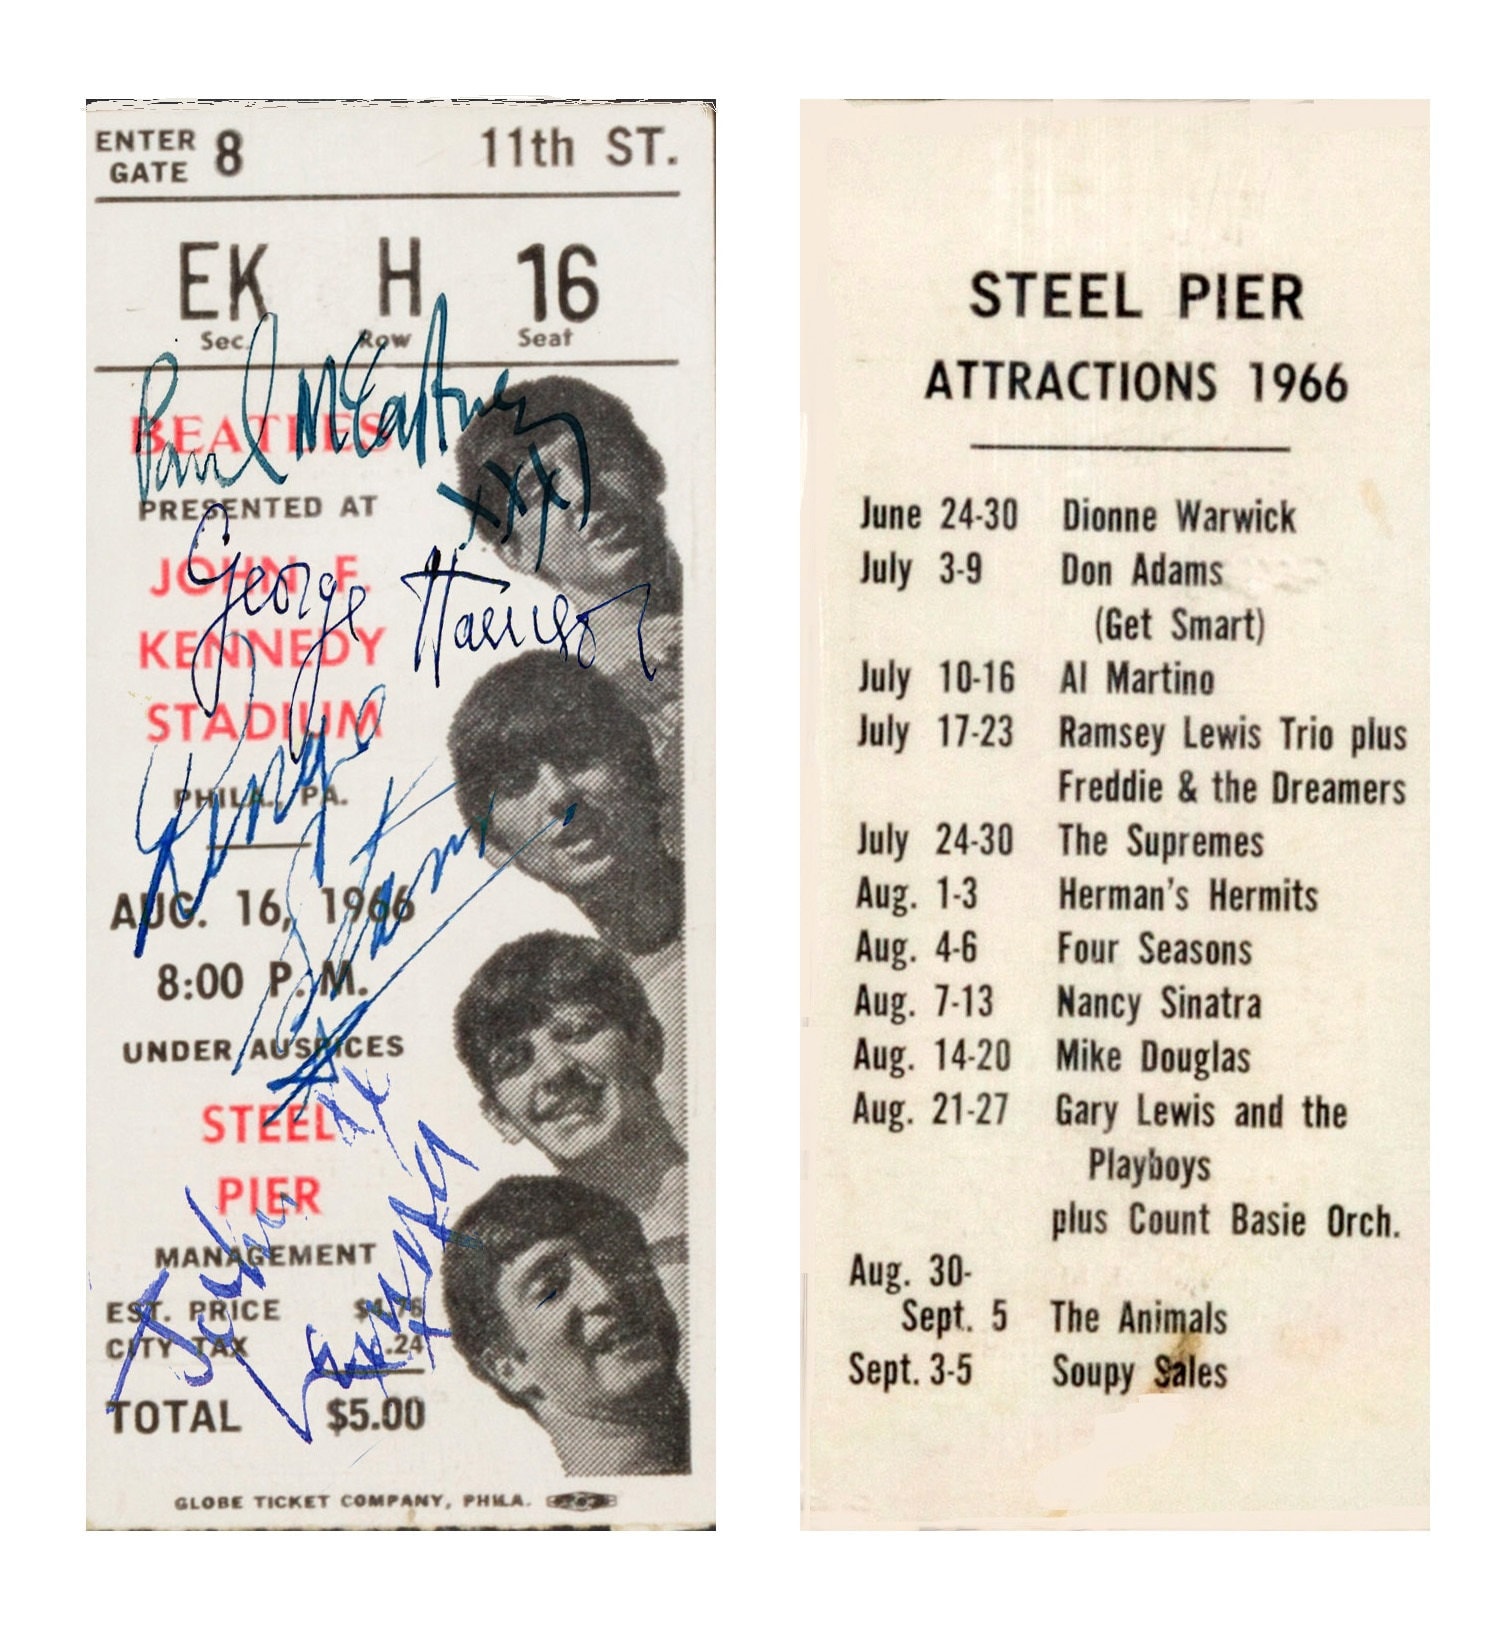 ENTER GATE 8 11th ST.
EK H 16
Sec. Row Seat
Paul McCartney
xxx
BEATLES
PRESENTED AT
George Harrison
JOHN F.
KENNEDY
STADIUM
Ringo Starr
PHILA., PA.
AUG. 16, 1966
8:00 P.M.
UNDER AUSPICES
STEEL
PIER
John Lennon
MANAGEMENT
EST. PRICE $4.76
CITY TAX .24
TOTAL $5.00
GLOBE TICKET COMPANY, PHILA.
STEEL PIER
ATTRACTIONS 1966
June 24-30 Dionne Warwick
July 3-9 Don Adams
(Get Smart)
July 10-16 Al Martino
July 17-23 Ramsey Lewis Trio plus
Freddie & the Dreamers
July 24-30 The Supremes
Aug. 1-3 Herman's Hermits
Aug. 4-6 Four Seasons
Aug. 7-13 Nancy Sinatra
Aug. 14-20 Mike Douglas
Aug. 21-27 Gary Lewis and the
Playboys
plus Count Basie Orch.
Aug. 30-
Sept. 5 The Animals
Sept. 3-5 Soupy Sales